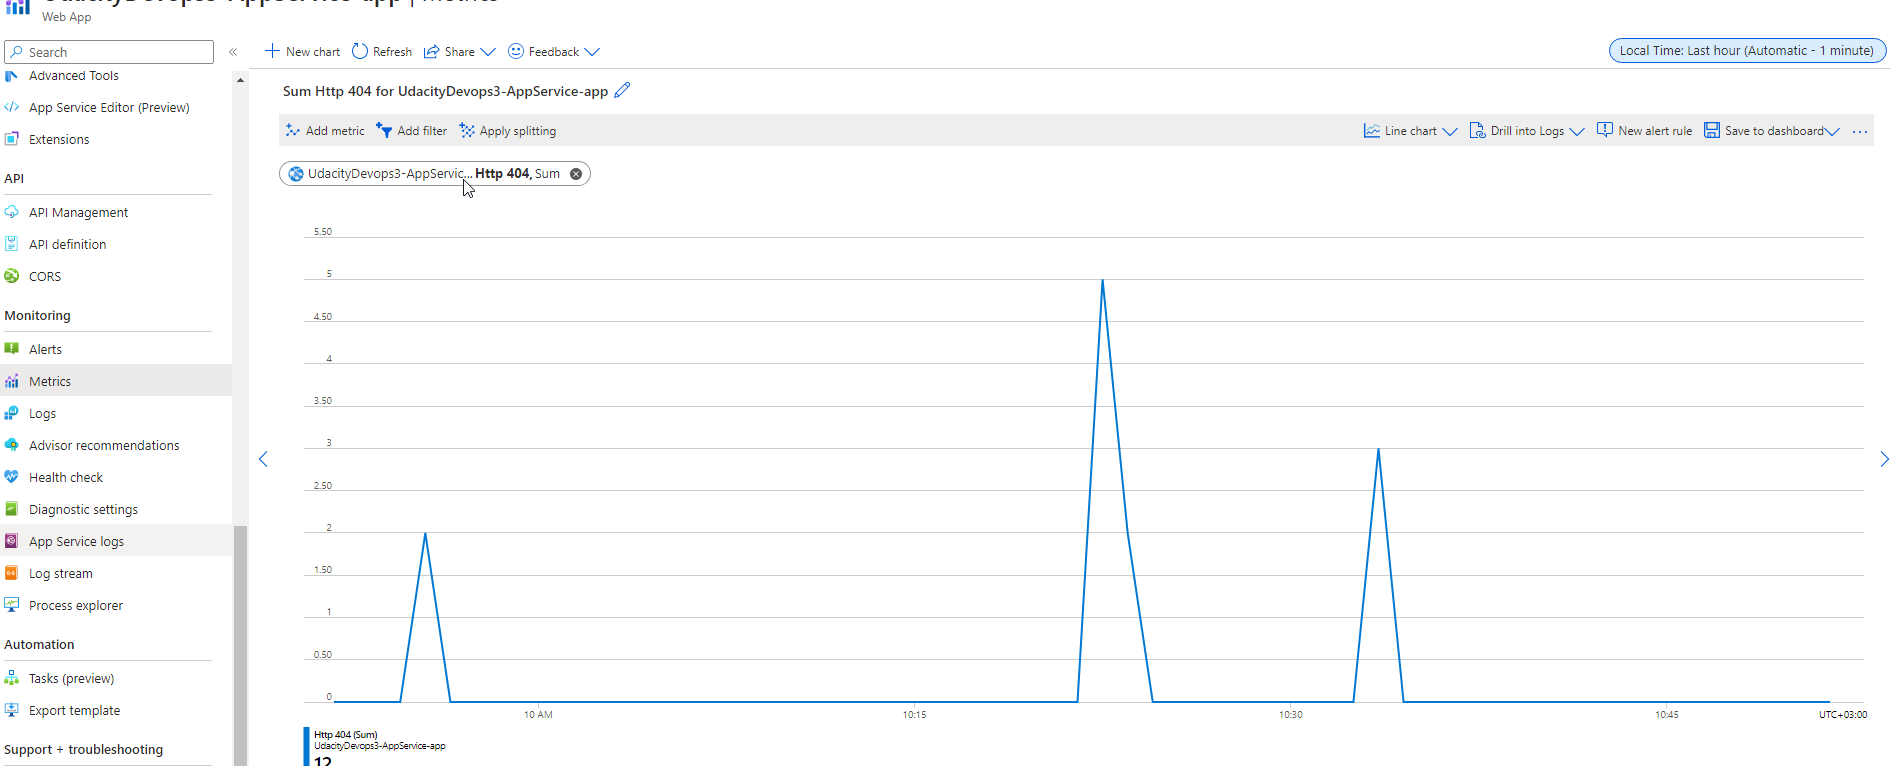 UdacityDevops3-AppService-app | Metrics
Web App
Search
«
New chart
Refresh
Share
Feedback
Local Time: Last hour (Automatic - 1 minute)
Advanced Tools
App Service Editor (Preview)
Extensions
API
API Management
API definition
CORS
Monitoring
Alerts
Metrics
Logs
Advisor recommendations
Health check
Diagnostic settings
App Service logs
Log stream
Process explorer
Automation
Tasks (preview)
Export template
Support + troubleshooting
Sum Http 404 for UdacityDevops3-AppService-app
Add metric
Add filter
Apply splitting
Line chart
Drill into Logs
New alert rule
Save to dashboard
...
UdacityDevops3-AppServic... Http 404, Sum
5.50
5
4.50
4
3.50
3
2.50
2
1.50
1
0.50
0
10 AM
10:15
10:30
10:45
UTC+03:00
Http 404 (Sum)
UdacityDevops3-AppService-app
12